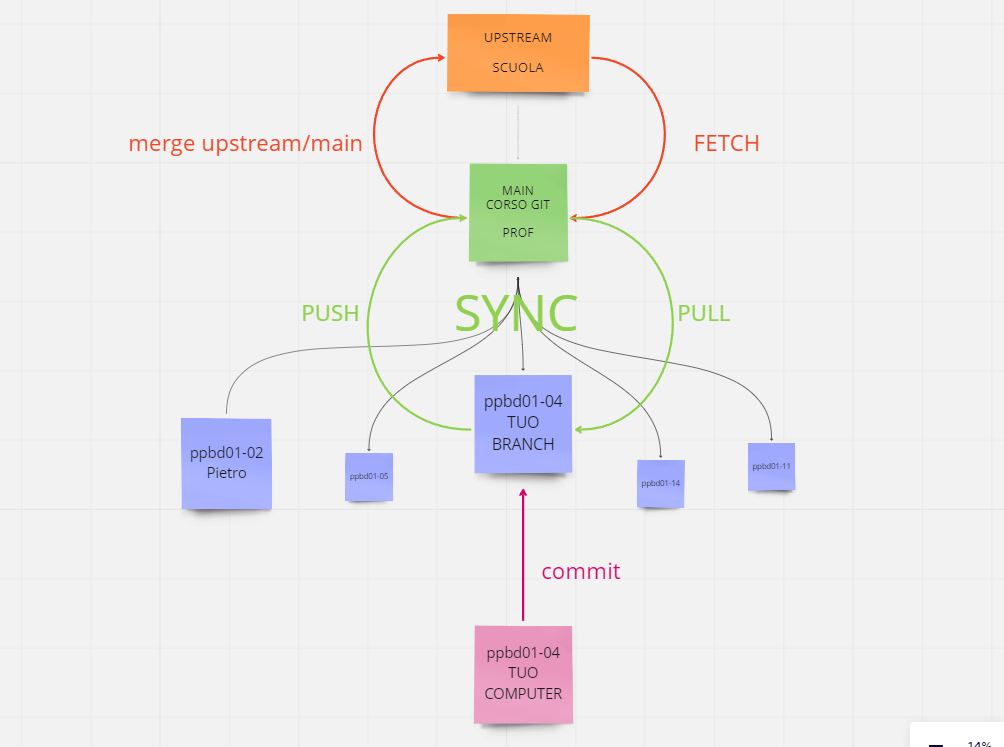 UPSTREAM
SCUOLA
merge upstream/main
FETCH
MAIN
CORSO GIT
PROF
PUSH
SYNC
PULL
ppbd01-02
Pietro
ppbd01-05
ppbd01-04
TUO
BRANCH
ppbd01-14
ppbd01-11
commit
ppbd01-04
TUO
COMPUTER
14%